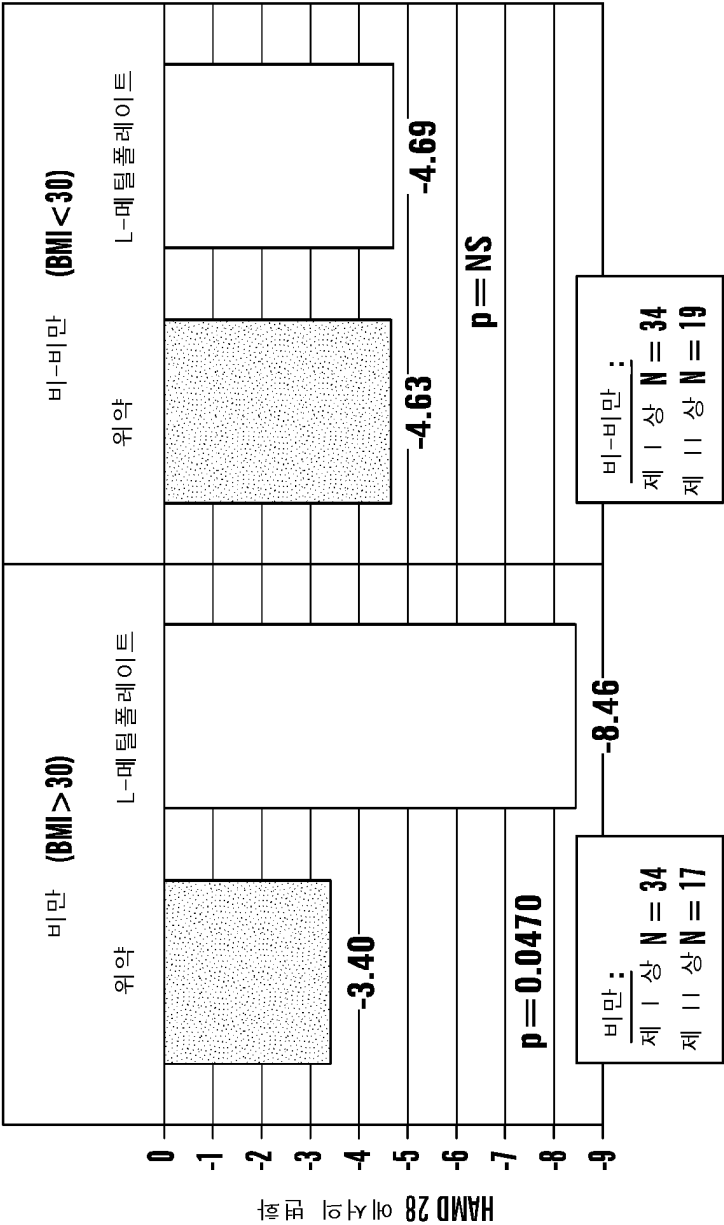 비만 (BMI>30)
비-비만 (BMI<30)
위약
L-메틸폴레이트
위약
L-메틸폴레이트
HAMD 28 에서의 변화
0
-1
-2
-3
-4
-5
-6
-7
-8
-9
-3.40
-8.46
-4.63
-4.69
p=0.0470
p=NS
비만 :
제 I 상 N = 34
제 II 상 N = 17
비-비만 :
제 I 상 N = 34
제 II 상 N = 19